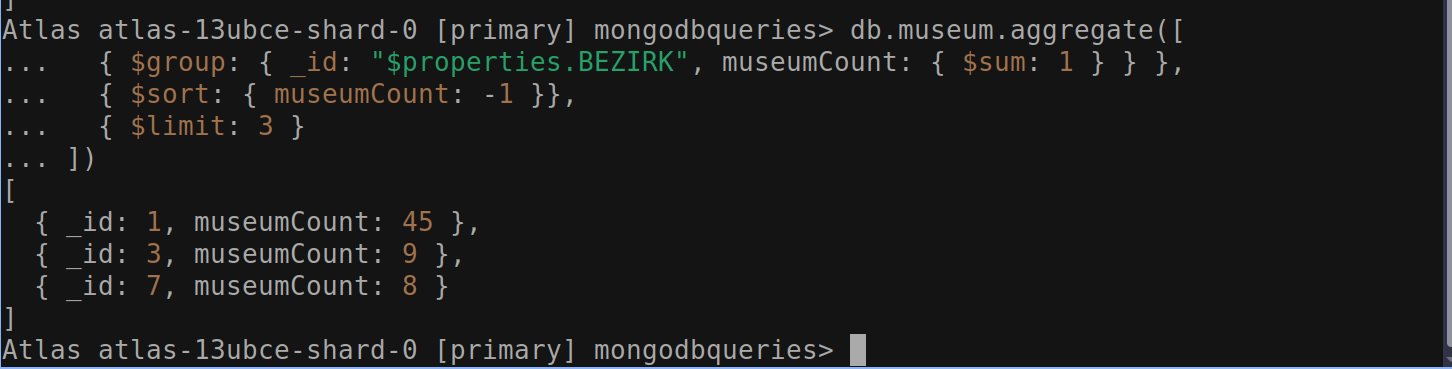 ]
Atlas atlas-13ubce-shard-0 [primary] mongodbqueries> db.museum.aggregate([
...   { $group: { _id: "$properties.BEZIRK", museumCount: { $sum: 1 } } },
...   { $sort: { museumCount: -1 }},
...   { $limit: 3 }
... ])
[
  { _id: 1, museumCount: 45 },
  { _id: 3, museumCount: 9 },
  { _id: 7, museumCount: 8 }
]
Atlas atlas-13ubce-shard-0 [primary] mongodbqueries>